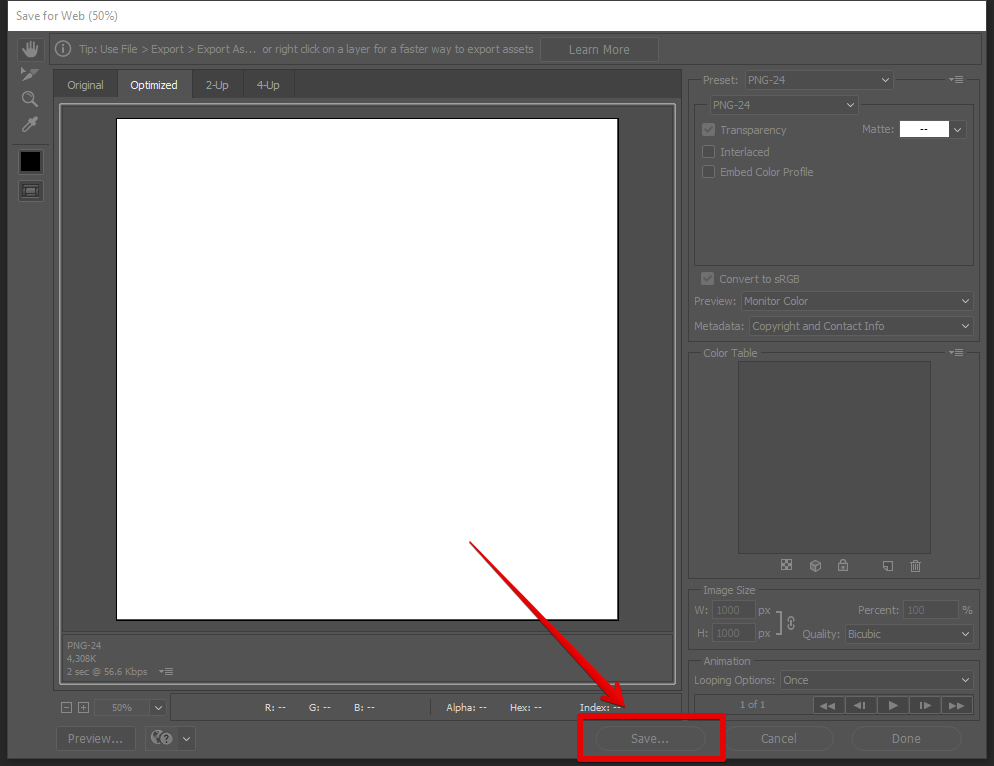 Save for Web (50%)
Tip: Use File > Export > Export As... or right click on a layer for a faster way to export assets
Learn More
Original
Optimized
2-Up
4-Up
Preset: PNG-24
PNG-24
Transparency
Matte: --
Interlaced
Embed Color Profile
Convert to sRGB
Preview: Monitor Color
Metadata: Copyright and Contact Info
Color Table
Image Size
W: 1000 px
Percent: 100 %
H: 1000 px
Quality: Bicubic
PNG-24
4,308K
2 sec @ 56.6 Kbps
Animation
Looping Options: Once
1 of 1
50%
R: --
G: --
B: --
Alpha: --
Hex: --
Index: --
Preview...
Save...
Cancel
Done